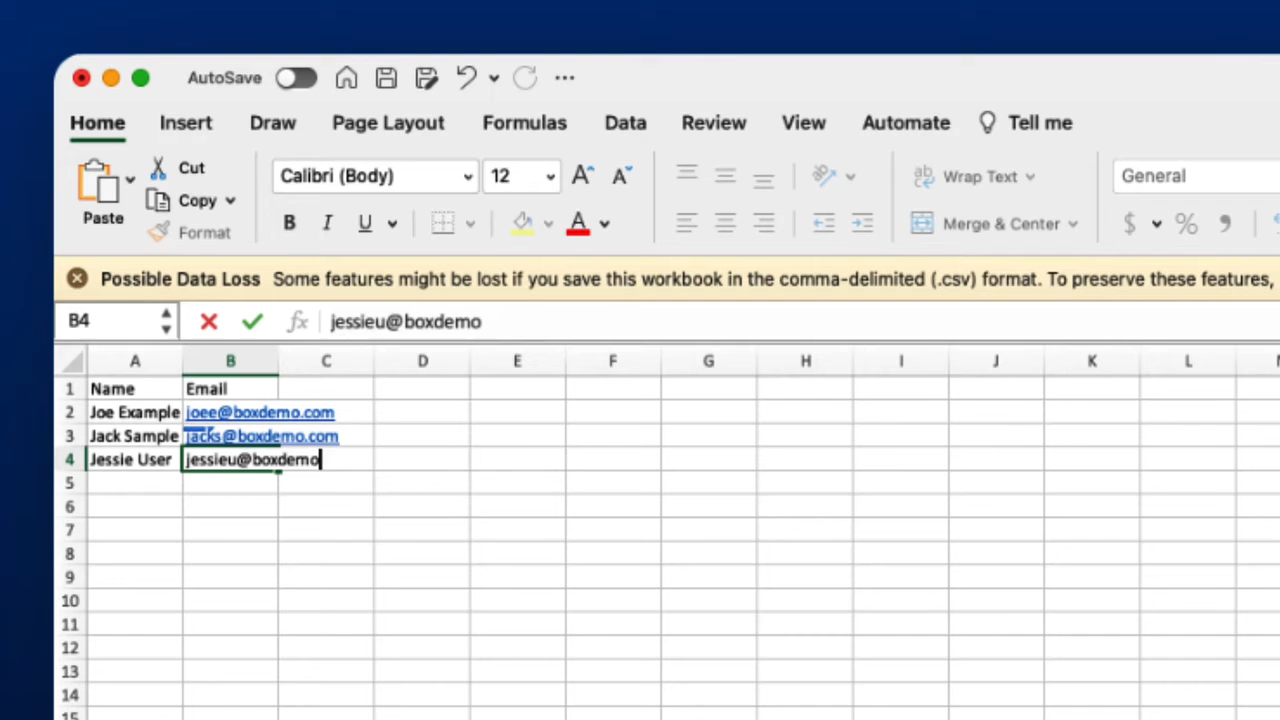 AutoSave
Home Insert Draw Page Layout Formulas Data Review View Automate Tell me
Paste
Cut
Copy
Format
Calibri (Body) 12 A A
B I U A
ab Wrap Text
Merge & Center
General
$ % ,
Possible Data Loss Some features might be lost if you save this workbook in the comma-delimited (.csv) format. To preserve these features,
B4 fx jessieu@boxdemo
A B C D E F G H I J K L
1 Name Email
2 Joe Example joee@boxdemo.com
3 Jack Sample jacks@boxdemo.com
4 Jessie User jessieu@boxdemo
5
6
7
8
9
10
11
12
13
14
15